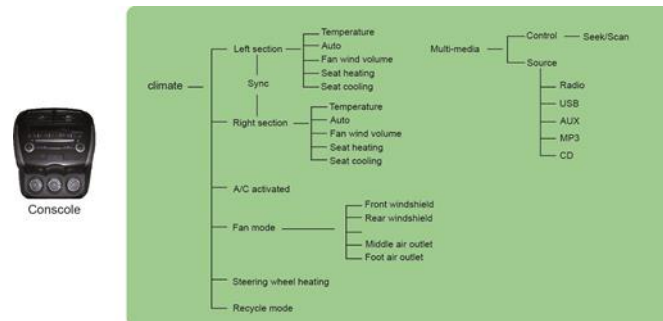 climate
Left section
Temperature
Auto
Fan wind volume
Seat heating
Seat cooling
Sync
Right section
Temperature
Auto
Fan wind volume
Seat heating
Seat cooling
A/C activated
Fan mode
Front windshield
Rear windshield
Middle air outlet
Foot air outlet
Steering wheel heating
Recycle mode
Multi-media
Control
Seek/Scan
Source
Radio
USB
AUX
MP3
CD
Conscole